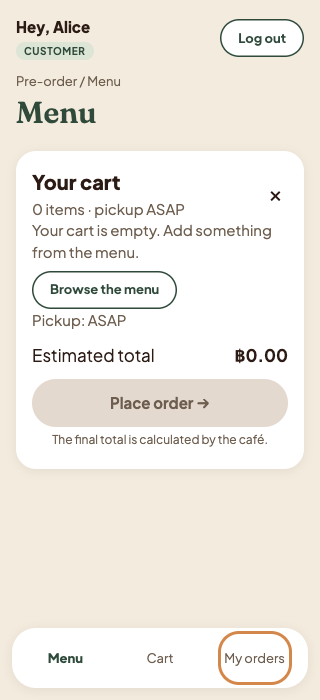 Hey, Alice
CUSTOMER
Log out
Pre-order / Menu
Menu
Your cart
×
0 items · pickup ASAP
Your cart is empty. Add something
from the menu.
Browse the menu
Pickup: ASAP
Estimated total ฿0.00
Place order →
The final total is calculated by the café.
Menu Cart My orders